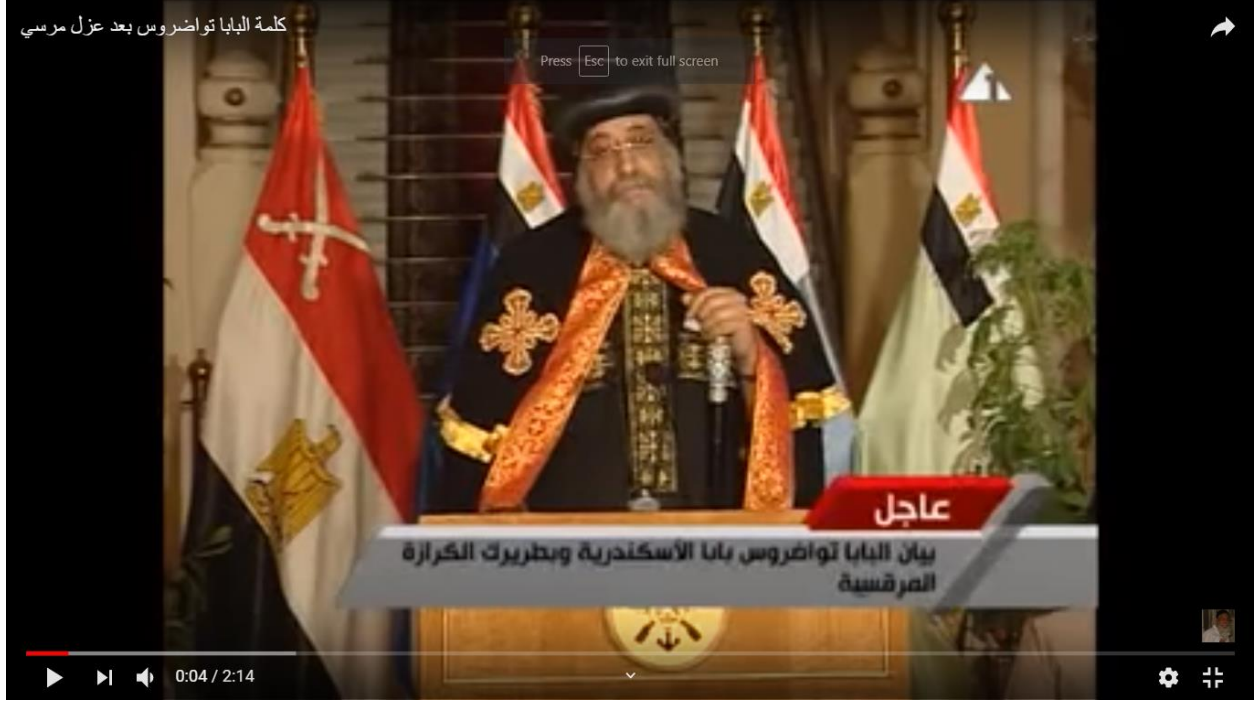 كلمة البابا تواضروس بعد عزل مرسي
Press Esc to exit full screen
1
عاجل
بيان البابا تواضروس بابا الأسكندرية وبطريرك الكرازة
المرقسية
0:04 / 2:14